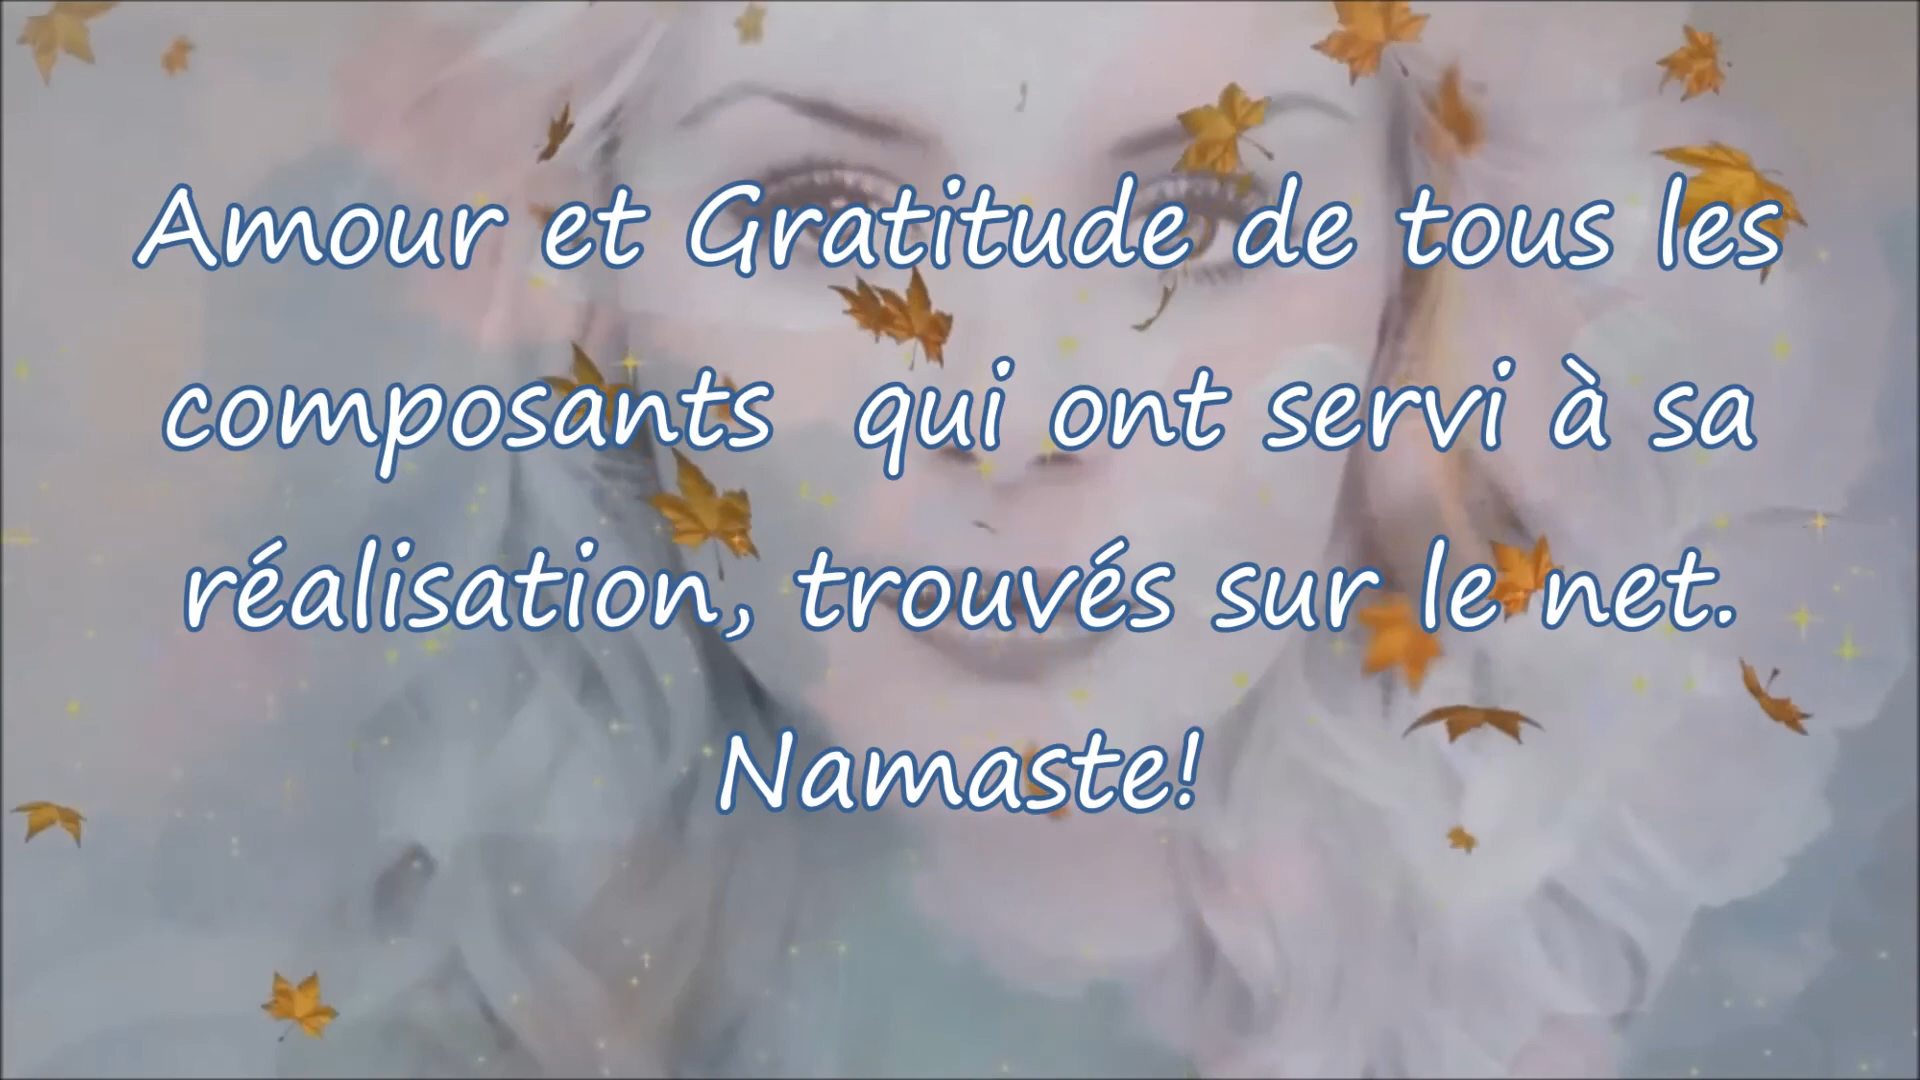 Amour et Gratitude de tous les
composants qui ont servi à sa
réalisation, trouvés sur le net.
Namaste!